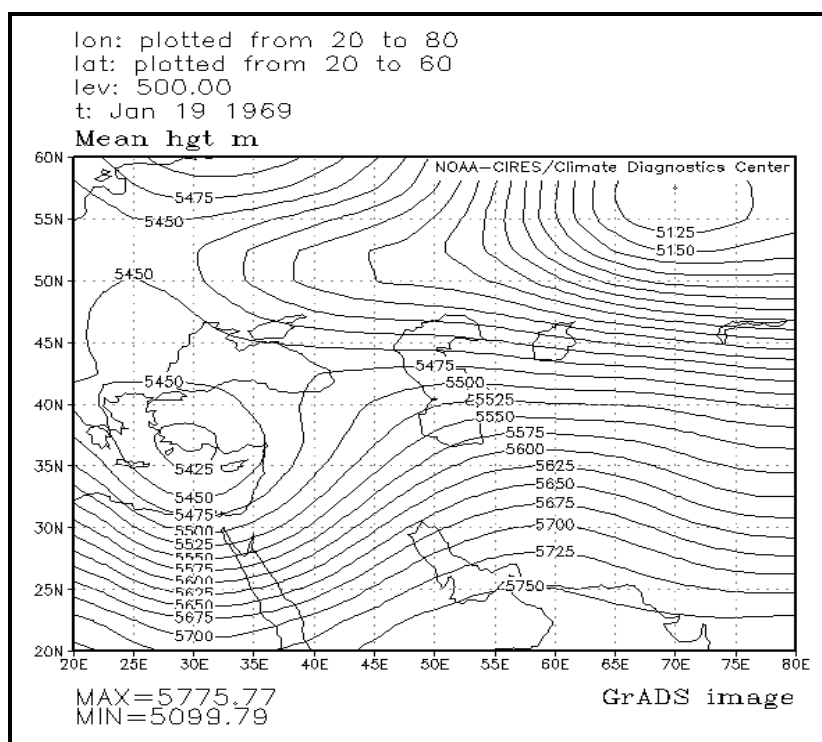 lon: plotted from 20 to 80
lat: plotted from 20 to 60
lev: 500.00
t: Jan 19 1969
Mean hgt m
60N
NOAA-CIRES/Climate Diagnostics Center
5475
55N
5450
5125
5150
50N
5450
45N
5475
5450
5500
40N
5525
5550
5575
5600
35N
5425
5625
5450
5650
5475
5675
30N
5500
5700
5525
5550
5725
5575
5600
25N
5625
5750
5650
5675
5700
20N
20E 25E 30E 35E 40E 45E 50E 55E 60E 65E 70E 75E 80E
MAX=5775.77
GrADS image
MIN=5099.79